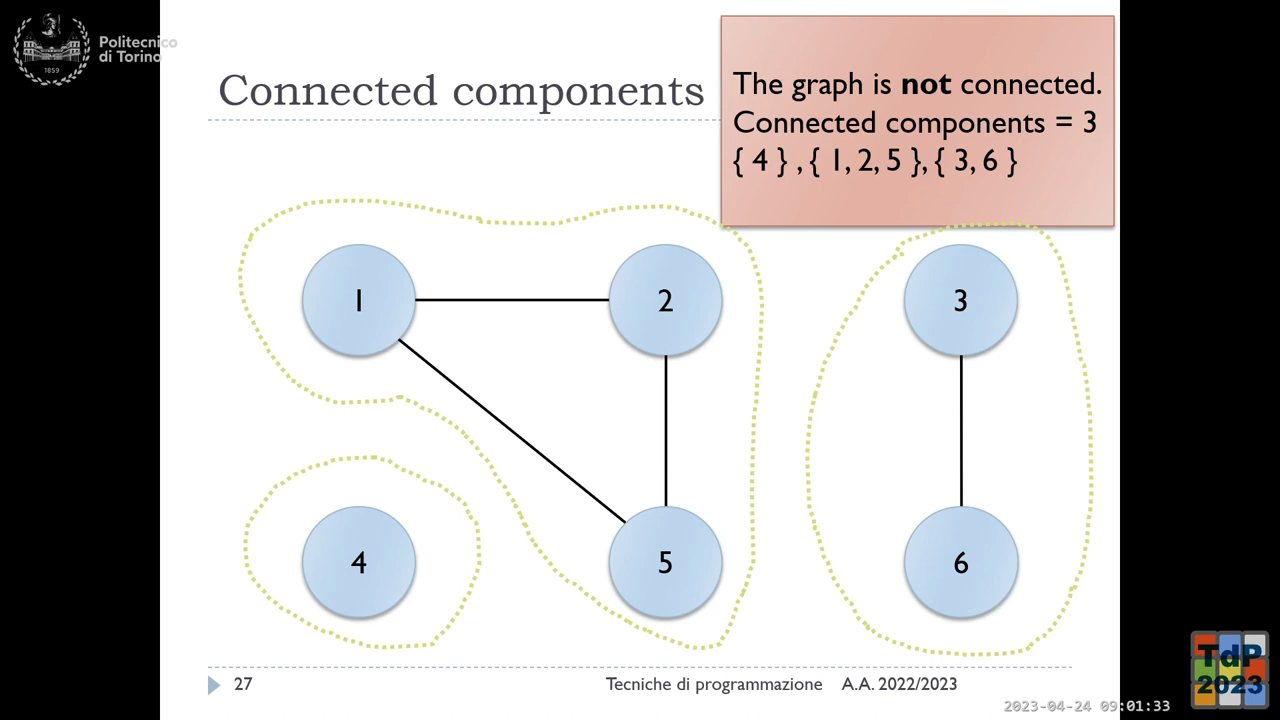 Politecnico
di Torino
1859
Connected components
The graph is not connected.
Connected components = 3
{ 4 } , { 1, 2, 5 }, { 3, 6 }
1
2
3
4
5
6
27
Tecniche di programmazione
A.A. 2022/2023
TdP
2023
2023-04-24 09:01:33